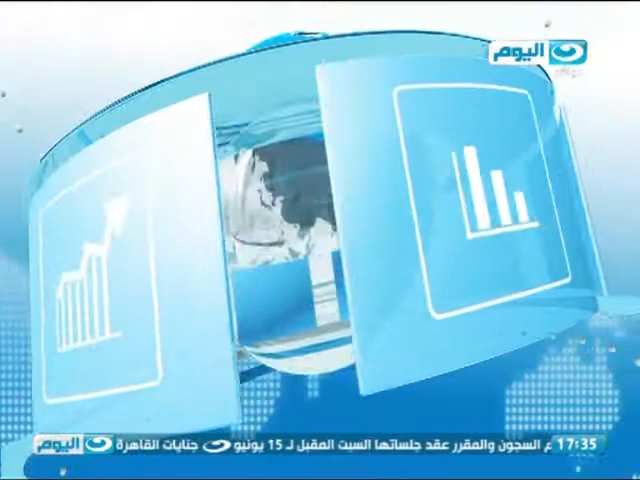 اليوم
م السجون والمقرر عقد جلساتها السبت المقبل لـ 15 يونيو جنايات القاهرة اليوم
17:35